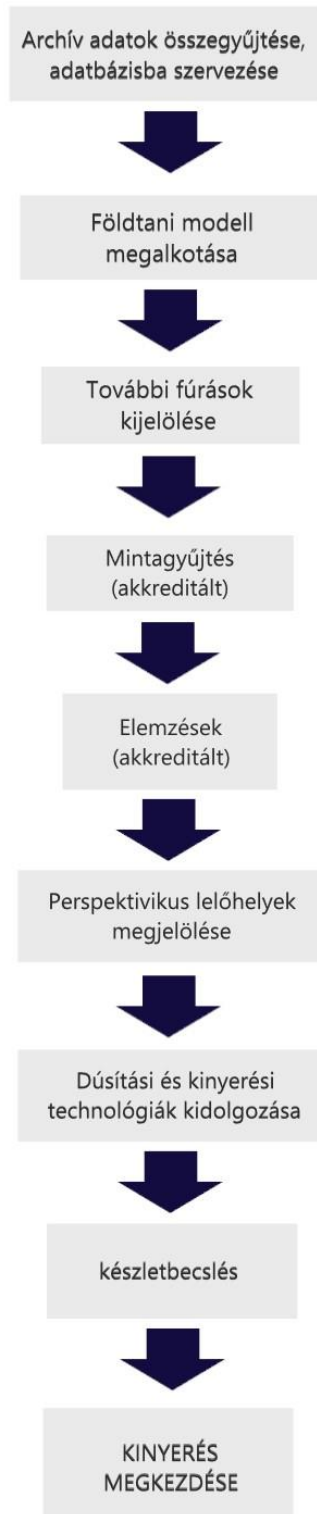 Archív adatok összegyűjtése,
adatbázisba szervezése
Földtani modell
megalkotása
További fúrások
kijelölése
Mintagyűjtés
(akkreditált)
Elemzések
(akkreditált)
Perspektivikus lelőhelyek
megjelölése
Dúsítási és kinyerési
technológiák kidolgozása
készletbecslés
KINYERÉS
MEGKEZDÉSE